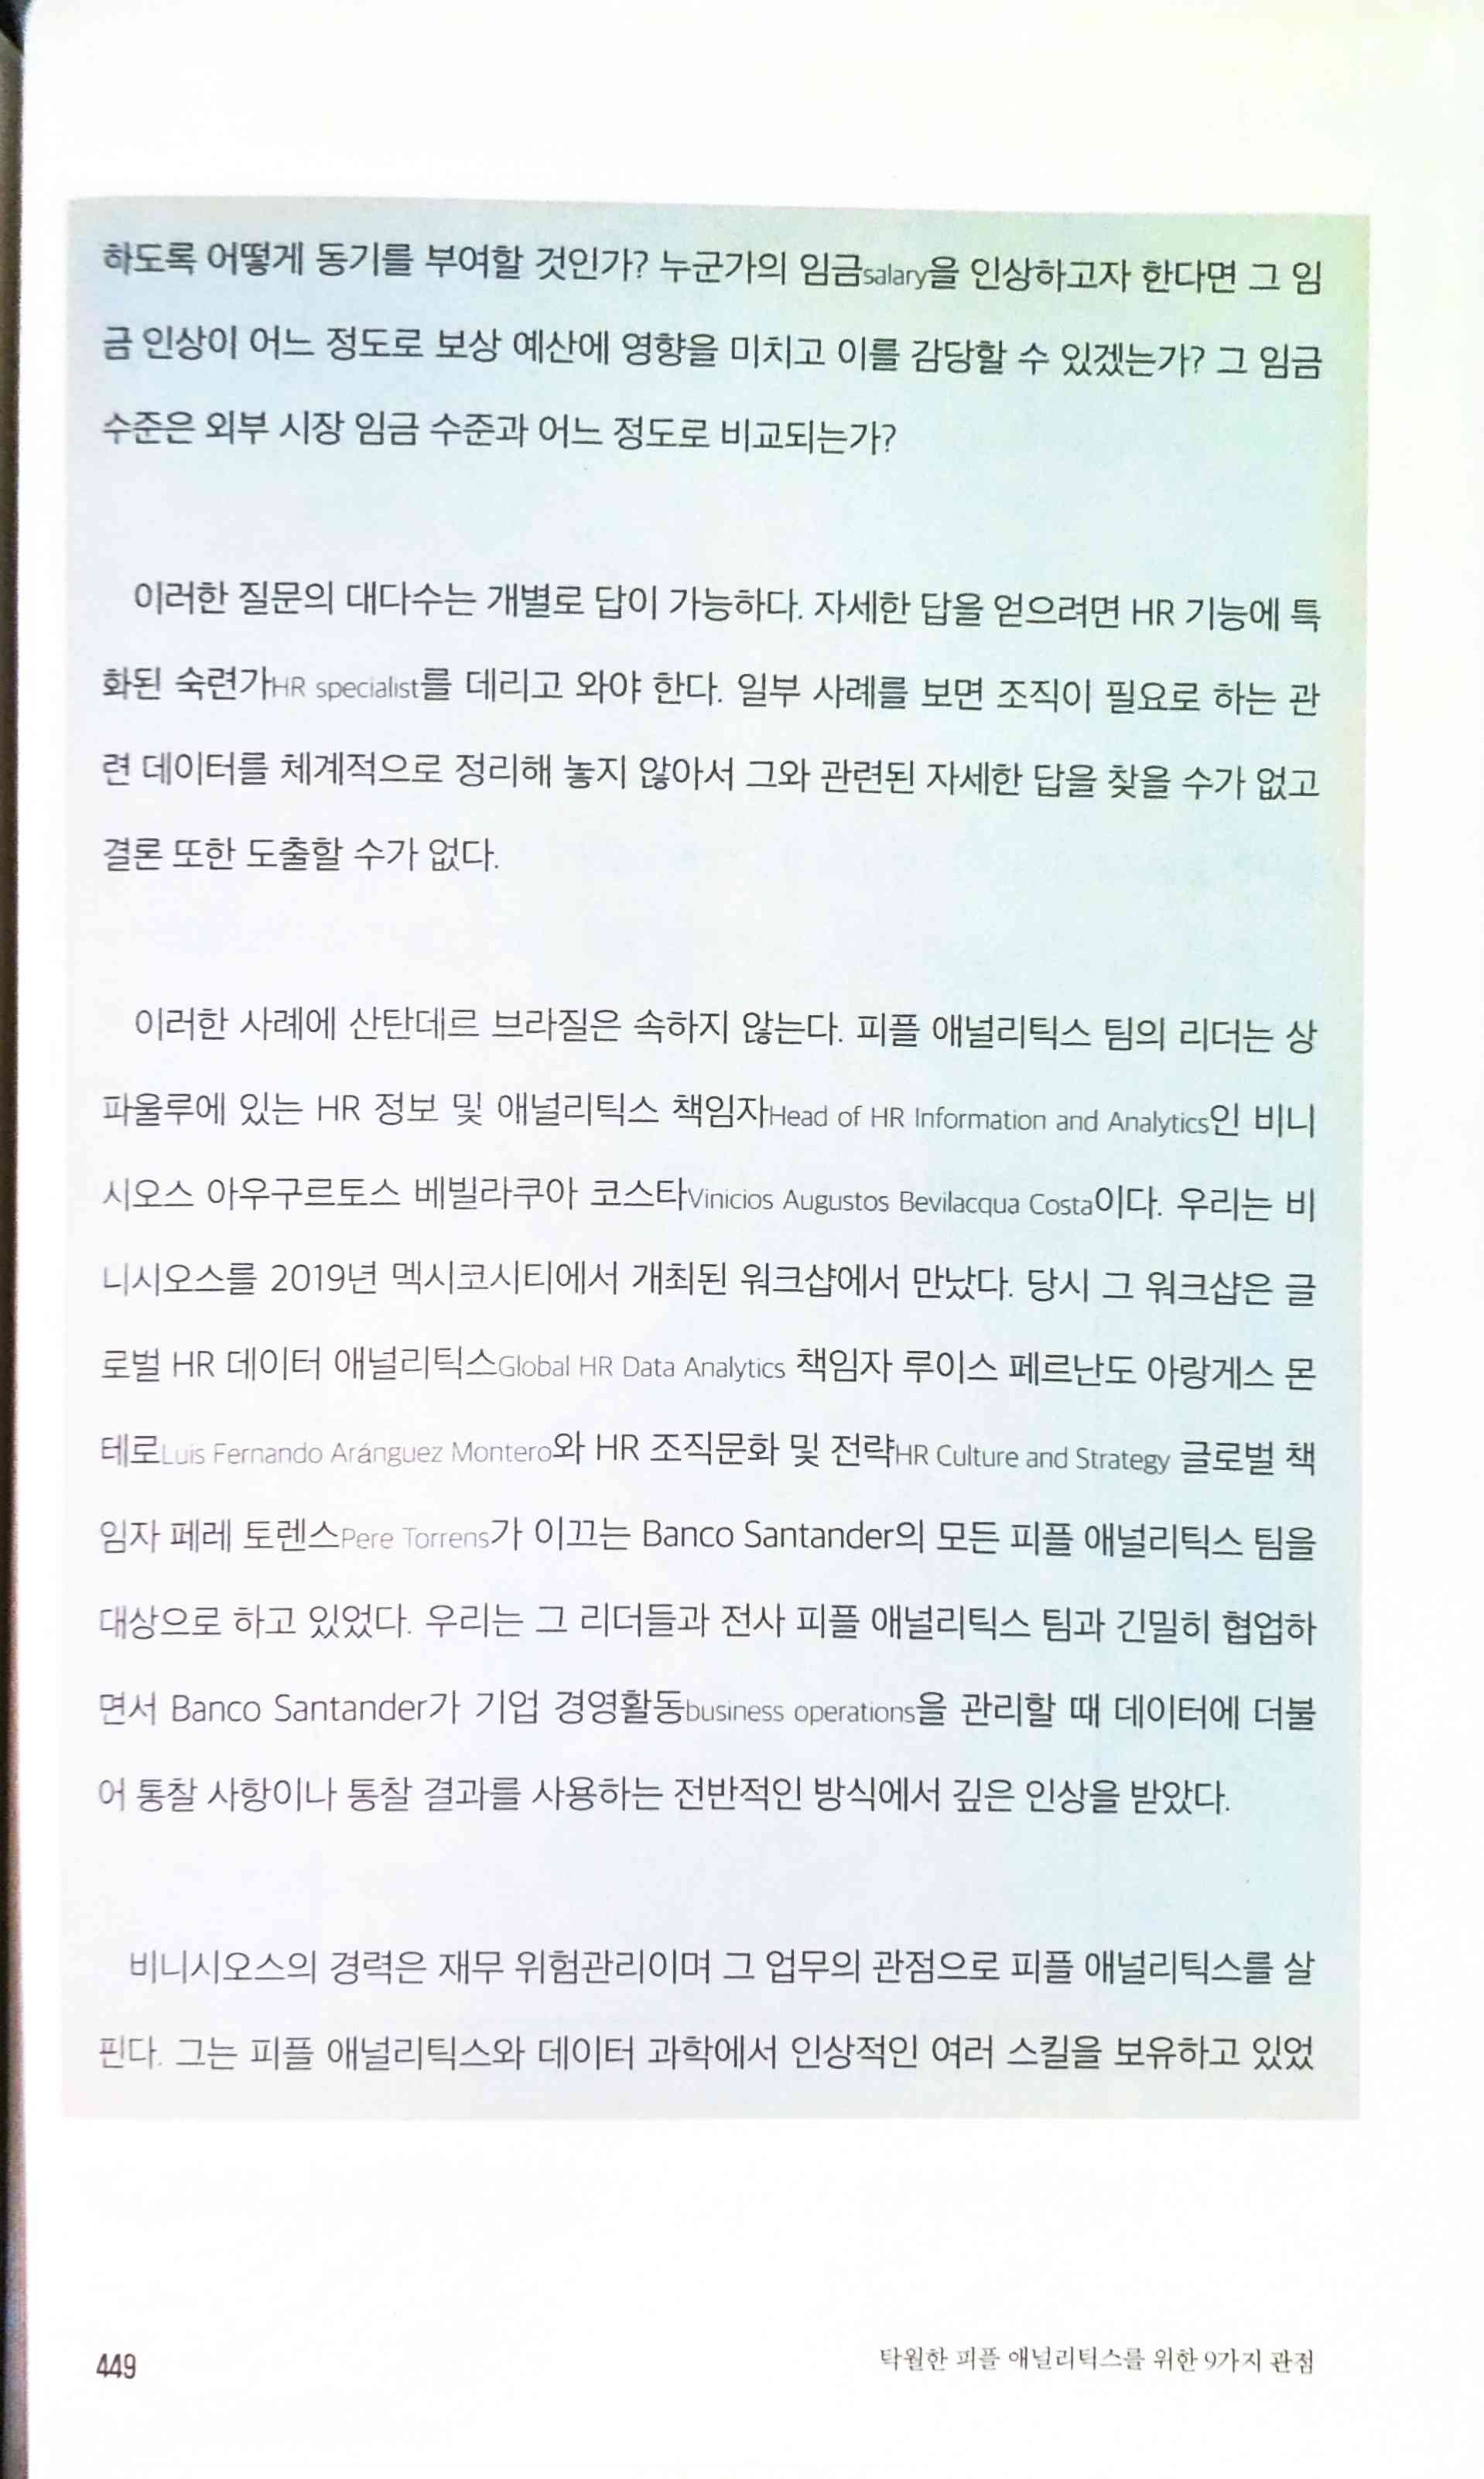 하도록 어떻게 동기를 부여할 것인가? 누군가의 임금salary을 인상하고자 한다면 그 임
금 인상이 어느 정도로 보상 예산에 영향을 미치고 이를 감당할 수 있겠는가? 그 임금
수준은 외부 시장 임금 수준과 어느 정도로 비교되는가?
이러한 질문의 대다수는 개별로 답이 가능하다. 자세한 답을 얻으려면 HR 기능에 특
화된 숙련가HR specialist를 데리고 와야 한다. 일부 사례를 보면 조직이 필요로 하는 관
련 데이터를 체계적으로 정리해 놓지 않아서 그와 관련된 자세한 답을 찾을 수가 없고
결론 또한 도출할 수가 없다.
이러한 사례에 산탄데르 브라질은 속하지 않는다. 피플 애널리틱스 팀의 리더는 상
파울루에 있는 HR 정보 및 애널리틱스 책임자Head of HR Information and Analytics인 비니
시오스 아우구르토스 베빌라쿠아 코스타Vinicios Augustos Bevilacqua Costa이다. 우리는 비
니시오스를 2019년 멕시코시티에서 개최된 워크샵에서 만났다. 당시 그 워크샵은 글
로벌 HR 데이터 애널리틱스Global HR Data Analytics 책임자 루이스 페르난도 아랑게스 몬
테로Luis Fernando Aránguez Montero와 HR 조직문화 및 전략HR Culture and Strategy 글로벌 책
임자 페레 토렌스Pere Torrens가 이끄는 Banco Santander의 모든 피플 애널리틱스 팀을
대상으로 하고 있었다. 우리는 그 리더들과 전사 피플 애널리틱스 팀과 긴밀히 협업하
면서 Banco Santander가 기업 경영활동business operations을 관리할 때 데이터에 더불
어 통찰 사항이나 통찰 결과를 사용하는 전반적인 방식에서 깊은 인상을 받았다.
비니시오스의 경력은 재무 위험관리이며 그 업무의 관점으로 피플 애널리틱스를 살
핀다. 그는 피플 애널리틱스와 데이터 과학에서 인상적인 여러 스킬을 보유하고 있었
449
탁월한 피플 애널리틱스를 위한 9가지 관점